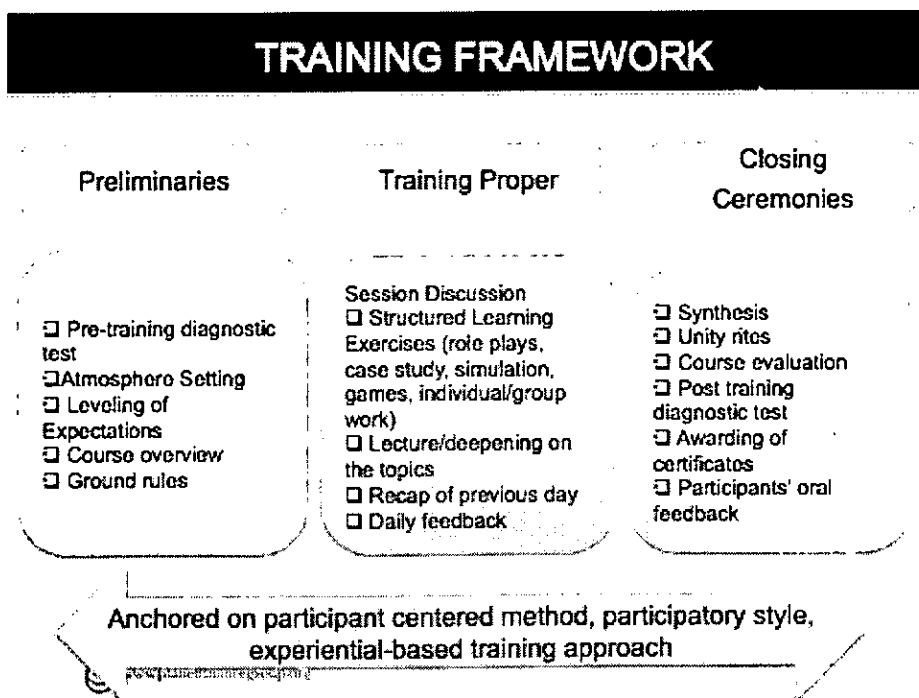 TRAINING FRAMEWORK
Preliminaries
❑ Pre-training diagnostic
test
❑Atmosphere Setting
❑ Leveling of
Expectations
❑ Course overview
❑ Ground rules
Training Proper
Session Discussion
❑ Structured Learning
Exercises (role plays,
case study, simulation,
games, individual/group
work)
❑ Lecture/deepening on
the topics
❑ Recap of previous day
❑ Daily feedback
Closing
Ceremonies
❑ Synthesis
❑ Unity rites
❑ Course evaluation
❑ Post training
diagnostic test
❑ Awarding of
certificates
❑ Participants' oral
feedback
Anchored on participant centered method, participatory style,
experiential-based training approach